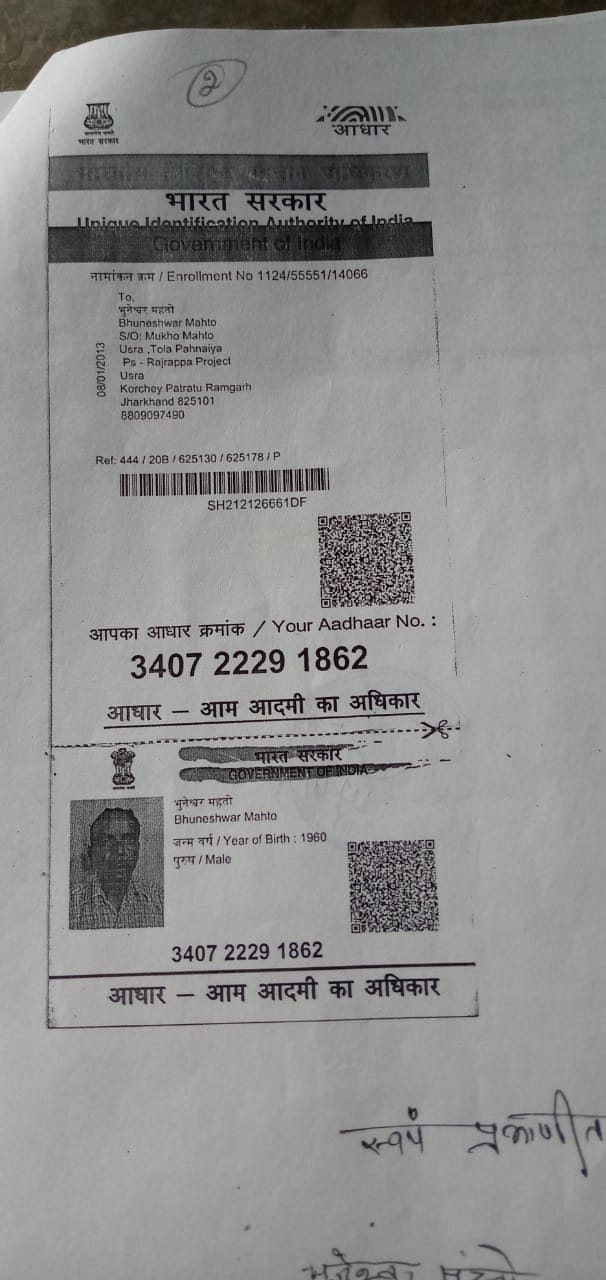 2
भारत सरकार
आधार
भारत सरकार
Unique Identification Authority of India
Government of India
नामांकन क्रम / Enrollment No 1124/55551/14066
To,
भुनेश्वर महतो
Bhuneshwar Mahto
S/O: Mukho Mahto
Usra ,Tola Pahnaiya
Ps - Rajrappa Project
Usra
Korchey Patratu Ramgarh
Jharkhand 825101
8809097490
08/01/2013
Ref: 444 / 20B / 625130 / 625178 / P
SH212126661DF
आपका आधार क्रमांक / Your Aadhaar No. :
3407 2229 1862
आधार – आम आदमी का अधिकार
भारत सरकार
GOVERNMENT OF INDIA
भुनेश्वर महतो
Bhuneshwar Mahto
जन्म वर्ष / Year of Birth : 1960
पुरुष / Male
3407 2229 1862
आधार – आम आदमी का अधिकार
स्वयं प्रमाणीत